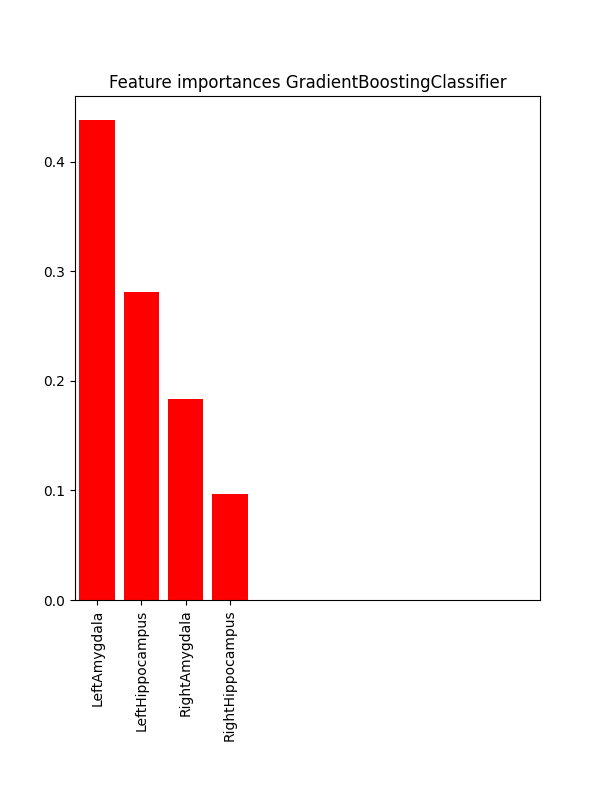 Feature importances GradientBoostingClassifier
0.4
0.3
0.2
0.1
0.0
LeftAmygdala
LeftHippocampus
RightAmygdala
RightHippocampus